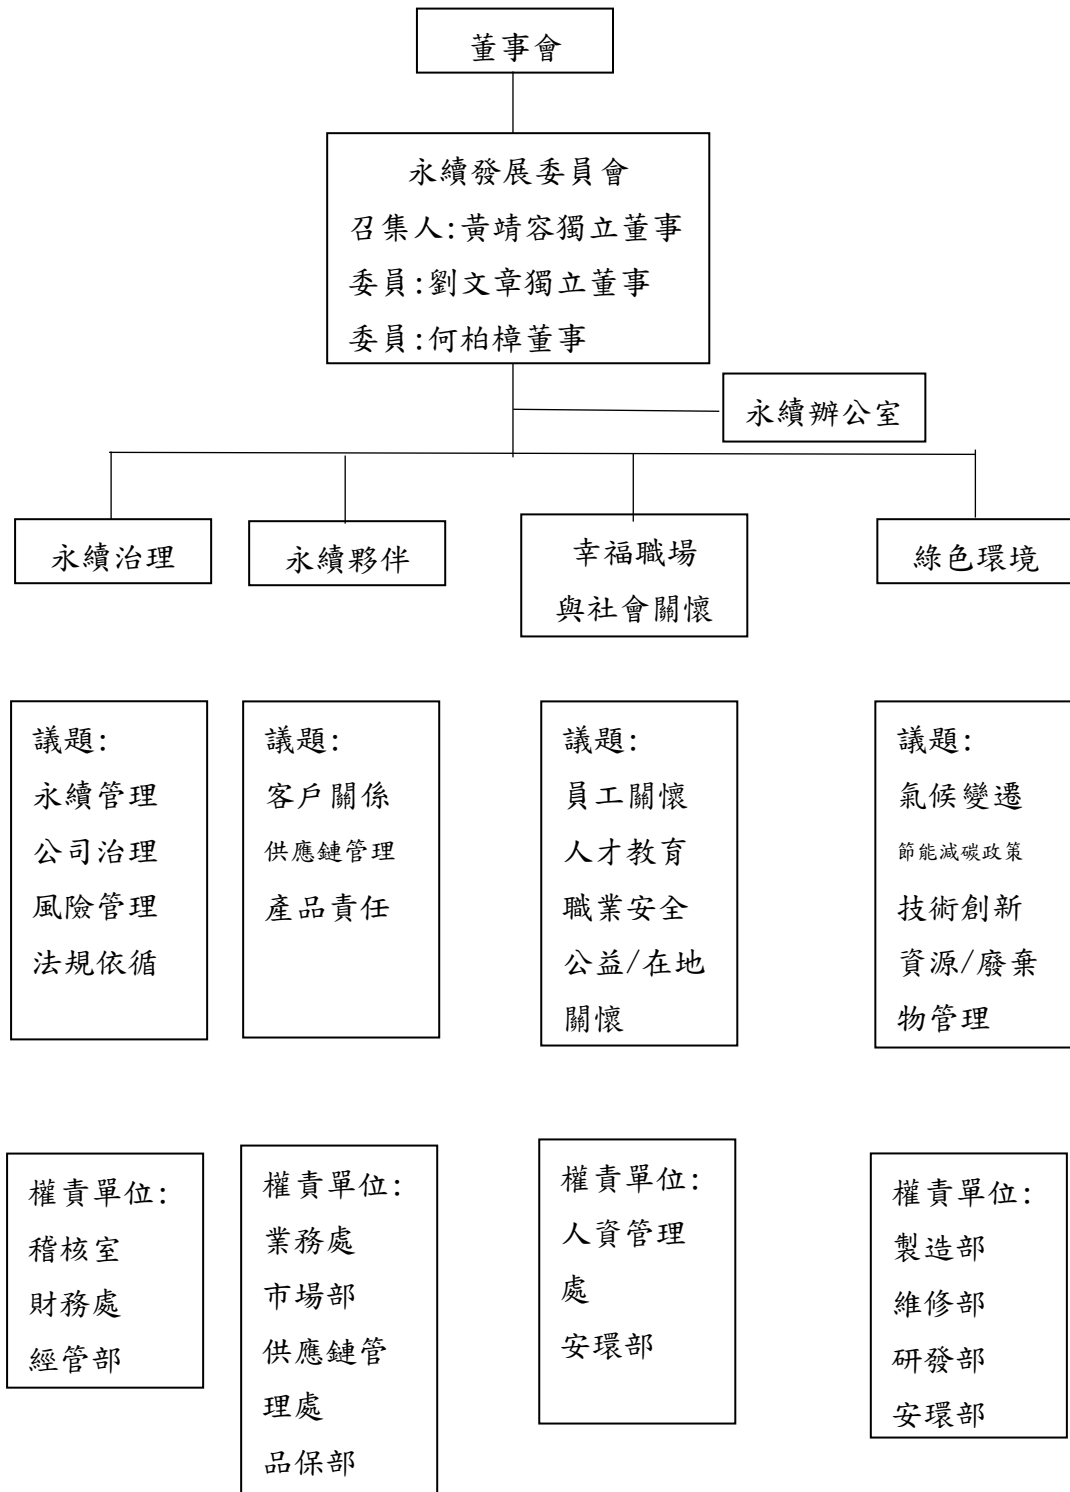 董事會
永續發展委員會
召集人:黃靖容獨立董事
委員:劉文章獨立董事
委員:何柏樟董事
永續辦公室
永續治理
永續夥伴
幸福職場
與社會關懷
綠色環境
議題:
永續管理
公司治理
風險管理
法規依循
議題:
客戶關係
供應鏈管理
產品責任
議題:
員工關懷
人才教育
職業安全
公益/在地
關懷
議題:
氣候變遷
節能減碳政策
技術創新
資源/廢棄
物管理
權責單位:
稽核室
財務處
經管部
權責單位:
業務處
市場部
供應鏈管
理處
品保部
權責單位:
人資管理
處
安環部
權責單位:
製造部
維修部
研發部
安環部